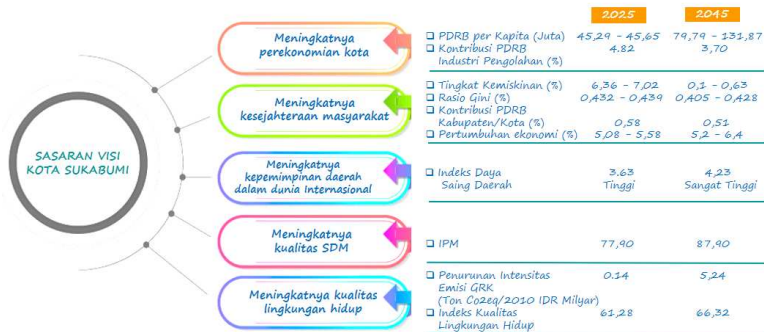 2025 2045
SASARAN VISI
KOTA SUKABUMI
Meningkatnya
perekonomian kota
❑ PDRB per Kapita (Juta) 45,29 - 45,65 79,79 - 131,87
❑ Kontribusi PDRB 4.82 3,70
Industri Pengolahan (%)
Meningkatnya
kesejahteraan masyarakat
❑ Tingkat Kemiskinan (%) 6,36 - 7,02 0,1 - 0,63
❑ Rasio Gini (%) 0,432 - 0,439 0,405 - 0,428
❑ Kontribusi PDRB
Kabupaten/Kota (%) 0,58 0,51
❑ Pertumbuhan ekonomi (%) 5,08 - 5,58 5,2 - 6,4
Meningkatnya
kepemimpinan daerah
dalam dunia Internasional
❑ Indeks Daya 3.63 4,23
Saing Daerah Tinggi Sangat Tinggi
Meningkatnya
kualitas SDM
❑ IPM 77,90 87,90
Meningkatnya kualitas
lingkungan hidup
❑ Penurunan Intensitas 0.14 5,24
Emisi GRK
(Ton Co2eq/2010 IDR Milyar)
❑ Indeks Kualitas 61,28 66,32
Lingkungan Hidup